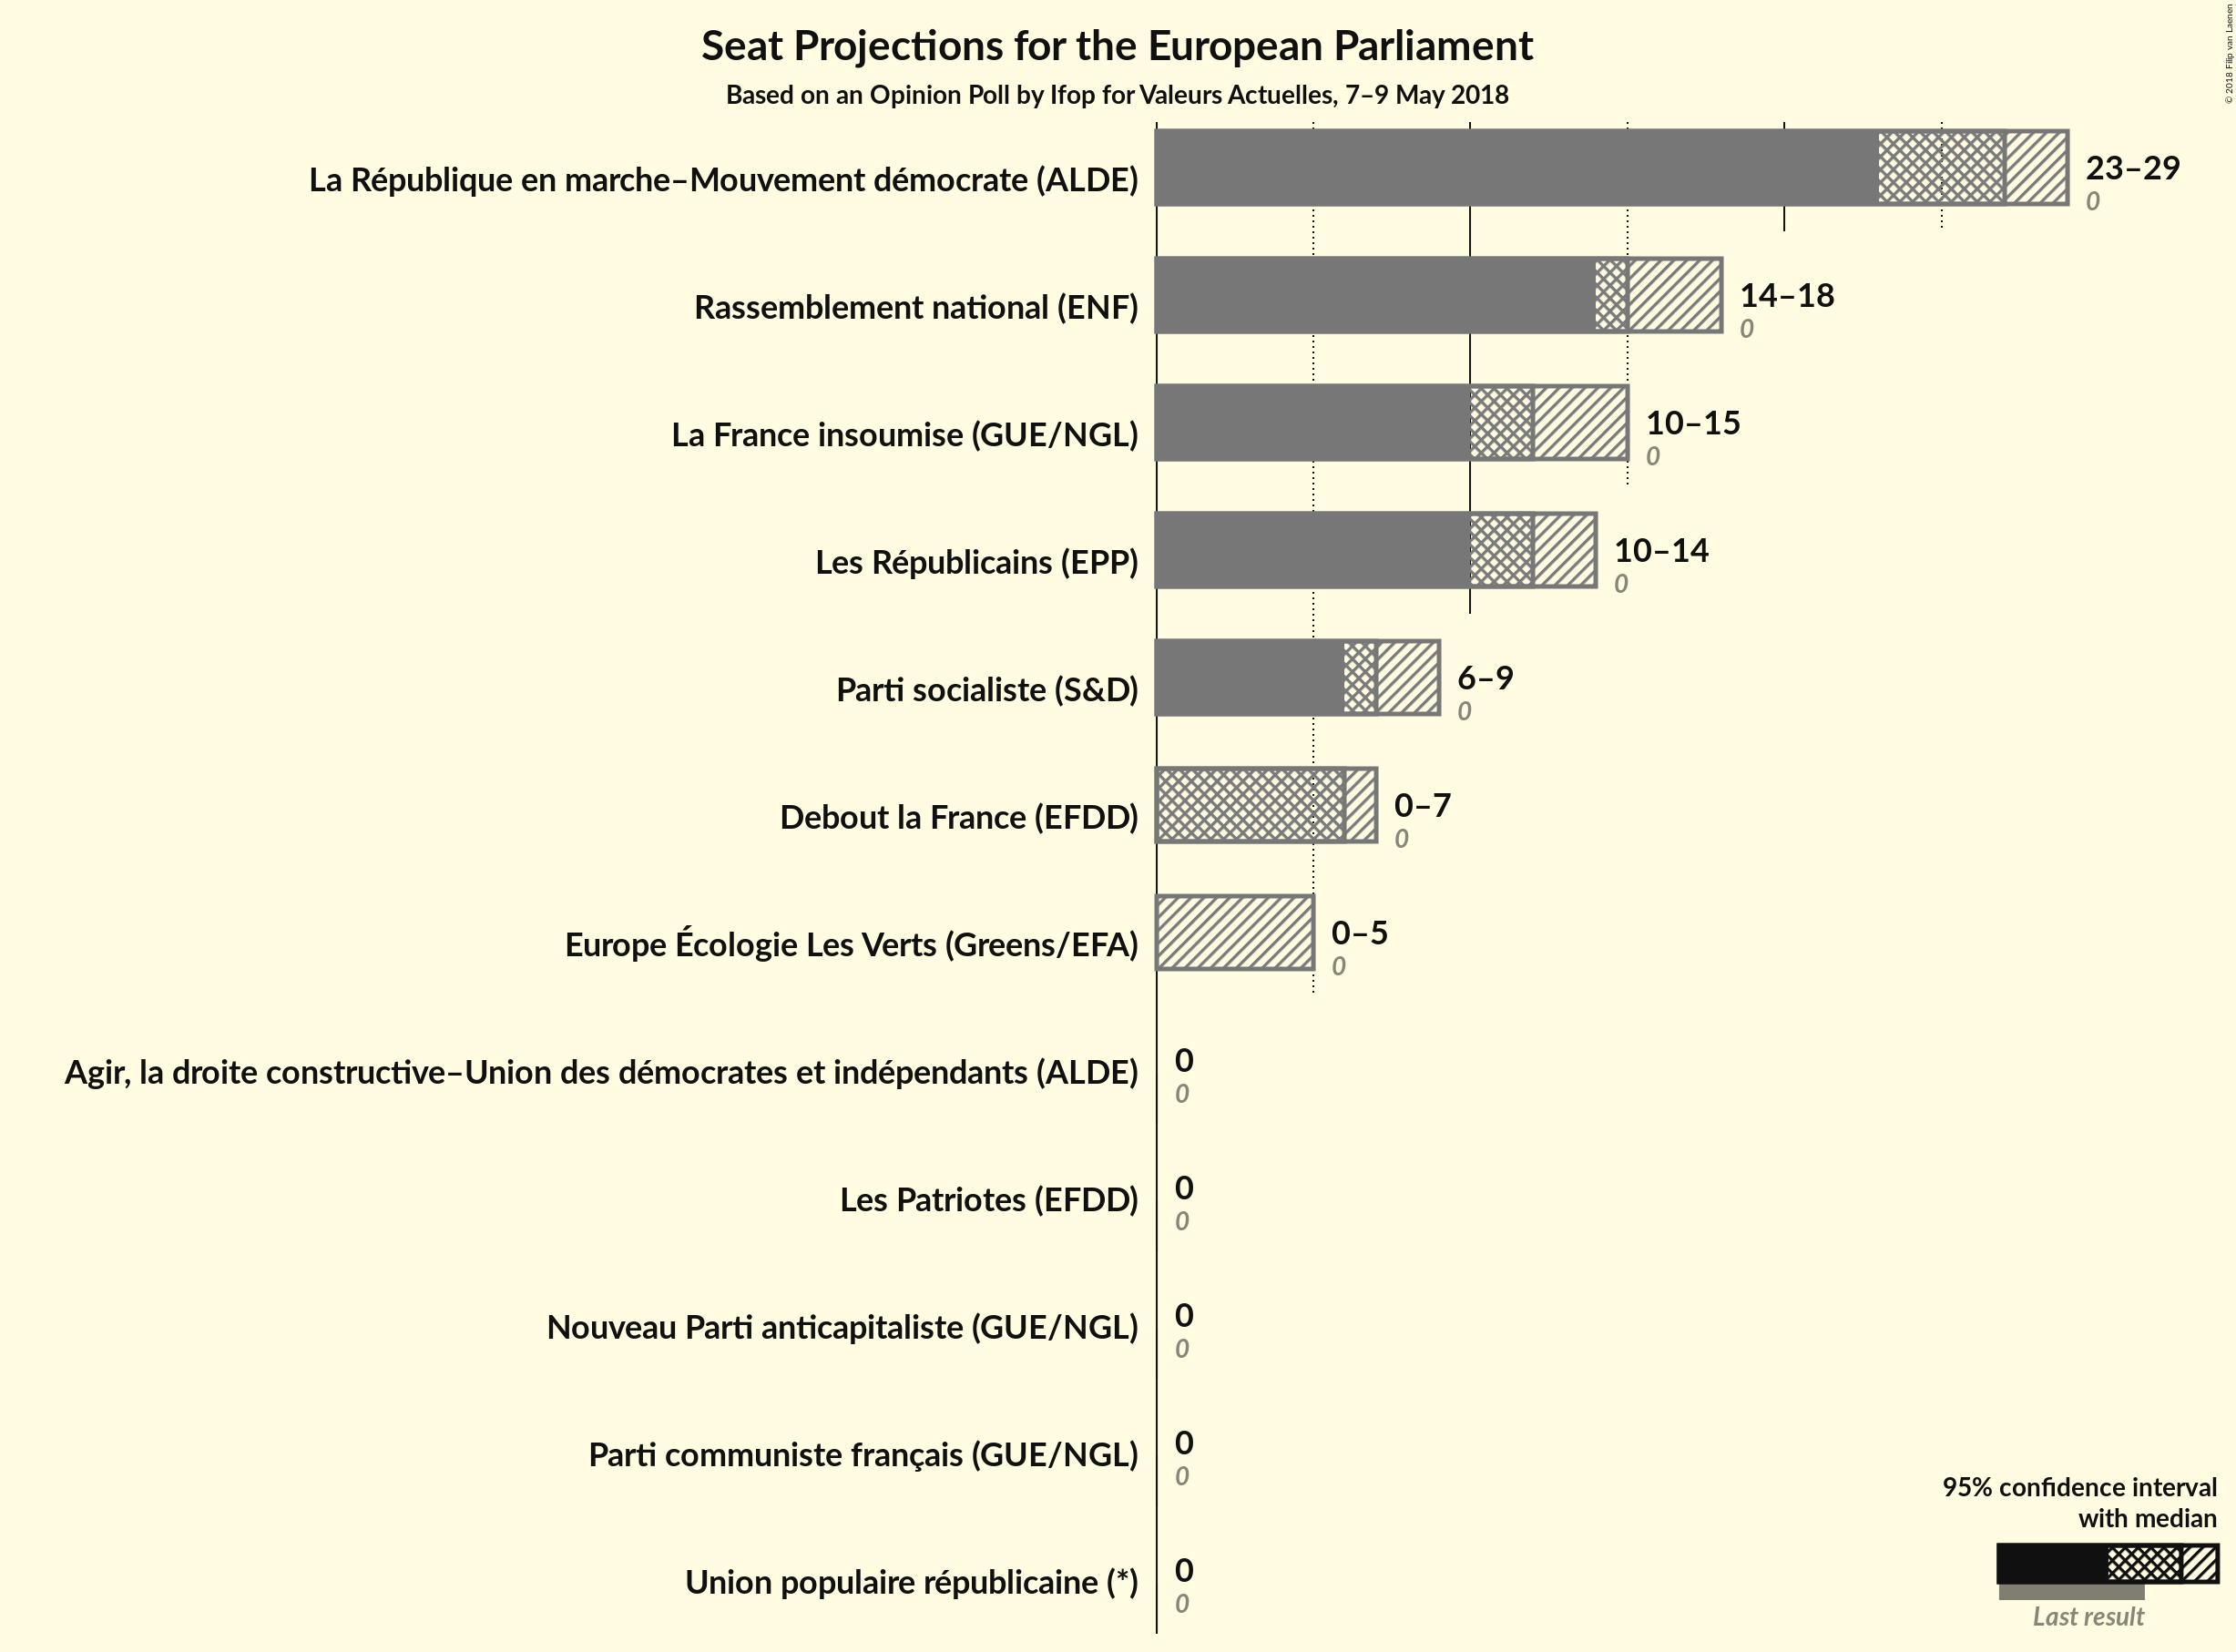 Seat Projections for the European Parliament
Based on an Opinion Poll by Ifop for Valeurs Actuelles, 7–9 May 2018
© 2018 Filip van Laenen
La République en marche–Mouvement démocrate (ALDE)
23–29
0
Rassemblement national (ENF)
14–18
0
La France insoumise (GUE/NGL)
10–15
0
Les Républicains (EPP)
10–14
0
Parti socialiste (S&D)
6–9
0
Debout la France (EFDD)
0–7
0
Europe Écologie Les Verts (Greens/EFA)
0–5
0
Agir, la droite constructive–Union des démocrates et indépendants (ALDE)
0
0
Les Patriotes (EFDD)
0
0
Nouveau Parti anticapitaliste (GUE/NGL)
0
0
Parti communiste français (GUE/NGL)
0
0
Union populaire républicaine (*)
0
0
95% confidence interval
with median
Last result